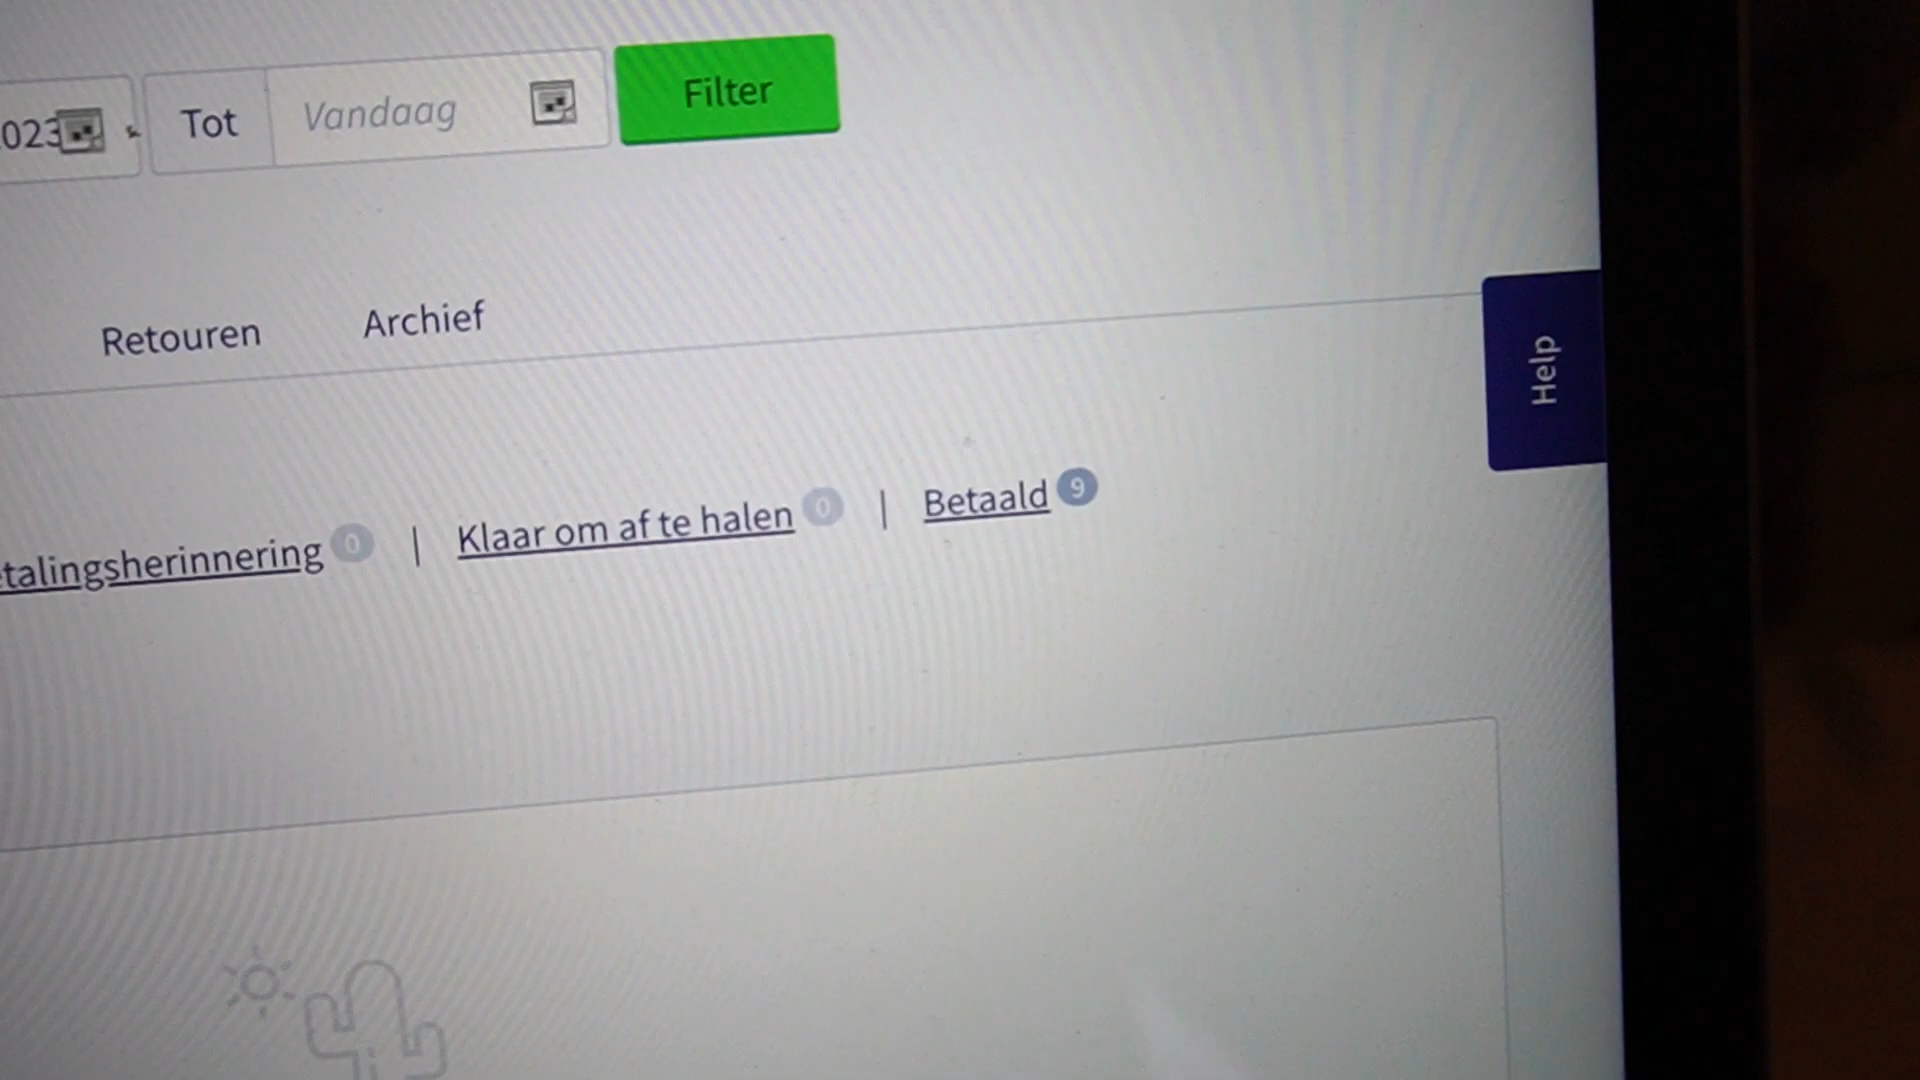 023 Tot Vandaag Filter
Retouren Archief
Help
talingsherinnering 0 | Klaar om af te halen 0 | Betaald 9